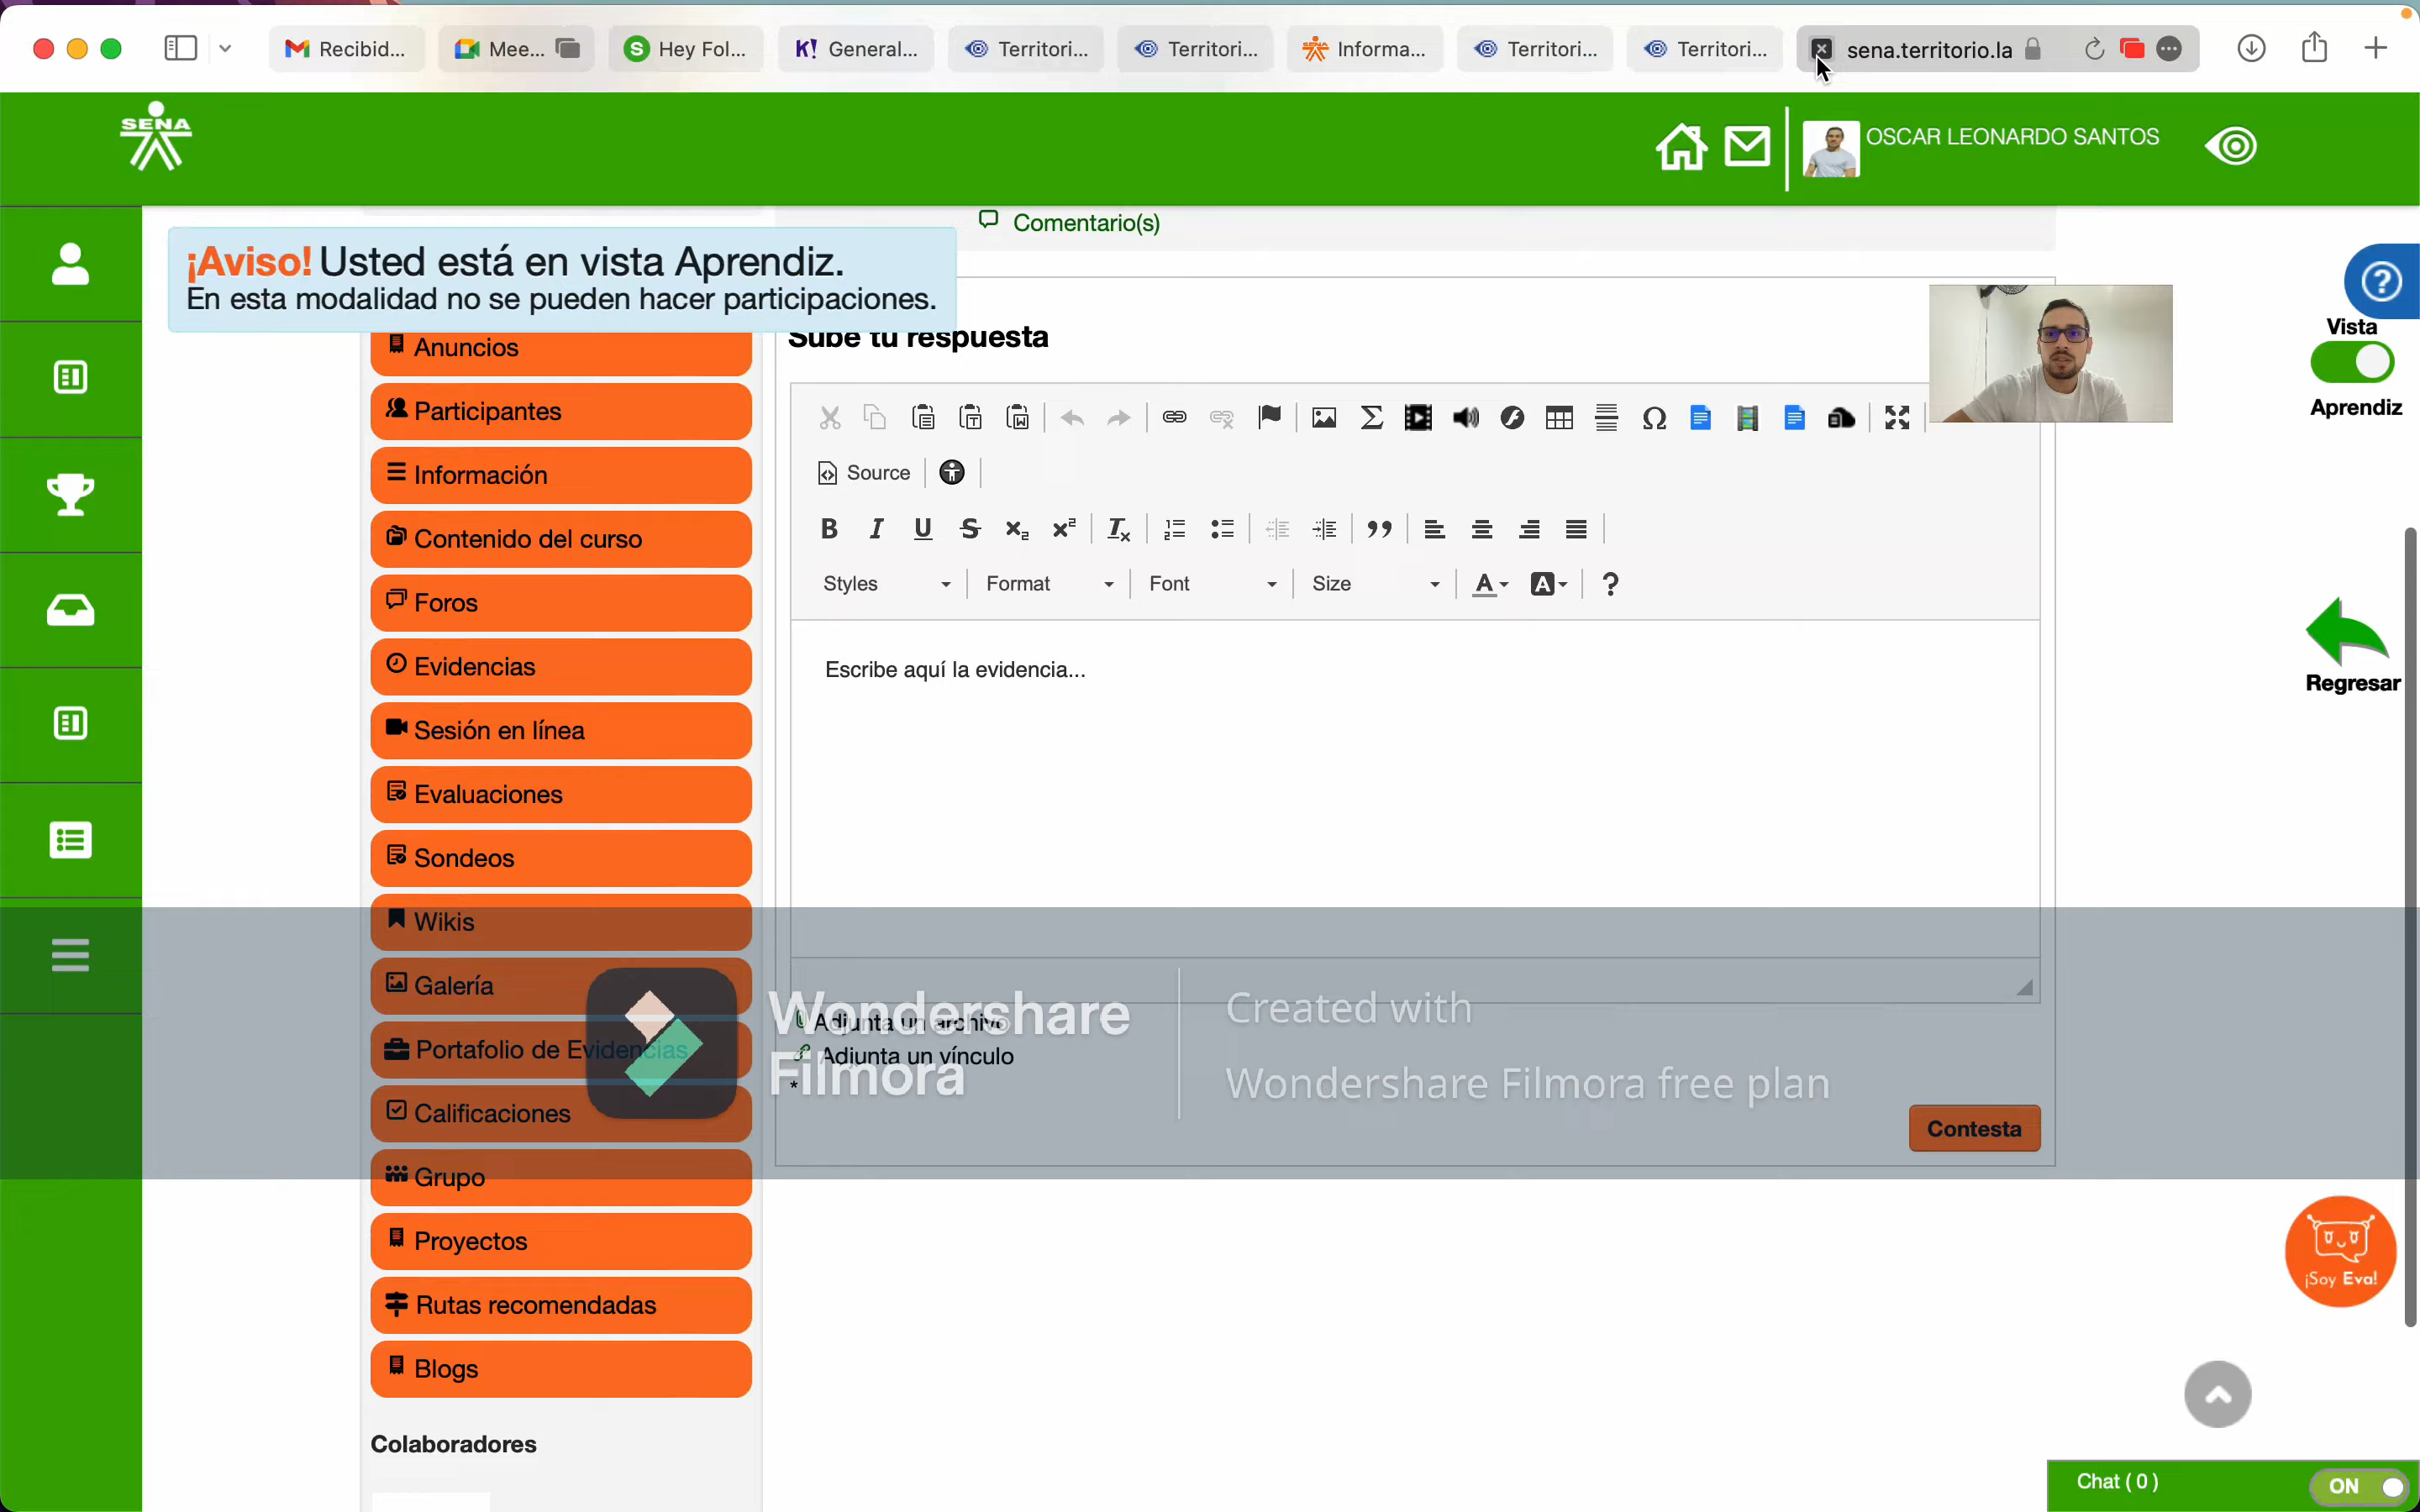 Recibid...
Mee...
S Hey Fol...
K! General...
Territori...
Territori...
SENA Informa...
Territori...
Territori...
sena.territorio.la
SENA
OSCAR LEONARDO SANTOS
Comentario(s)
¡Aviso! Usted está en vista Aprendiz.
En esta modalidad no se pueden hacer participaciones.
Vista
Aprendiz
Regresar
Anuncios
Participantes
Información
Contenido del curso
Foros
Evidencias
Sesión en línea
Evaluaciones
Sondeos
Wikis
Galería
Portafolio de Evidencias
Calificaciones
Grupo
Proyectos
Rutas recomendadas
Blogs
Colaboradores
Sube tu respuesta
Source
Styles Format Font Size
Escribe aquí la evidencia...
Adjunta un archivo
Adjunta un vínculo
*
Contesta
Wondershare
Filmora
Created with
Wondershare Filmora free plan
¡Soy Eva!
Chat ( 0 )
ON